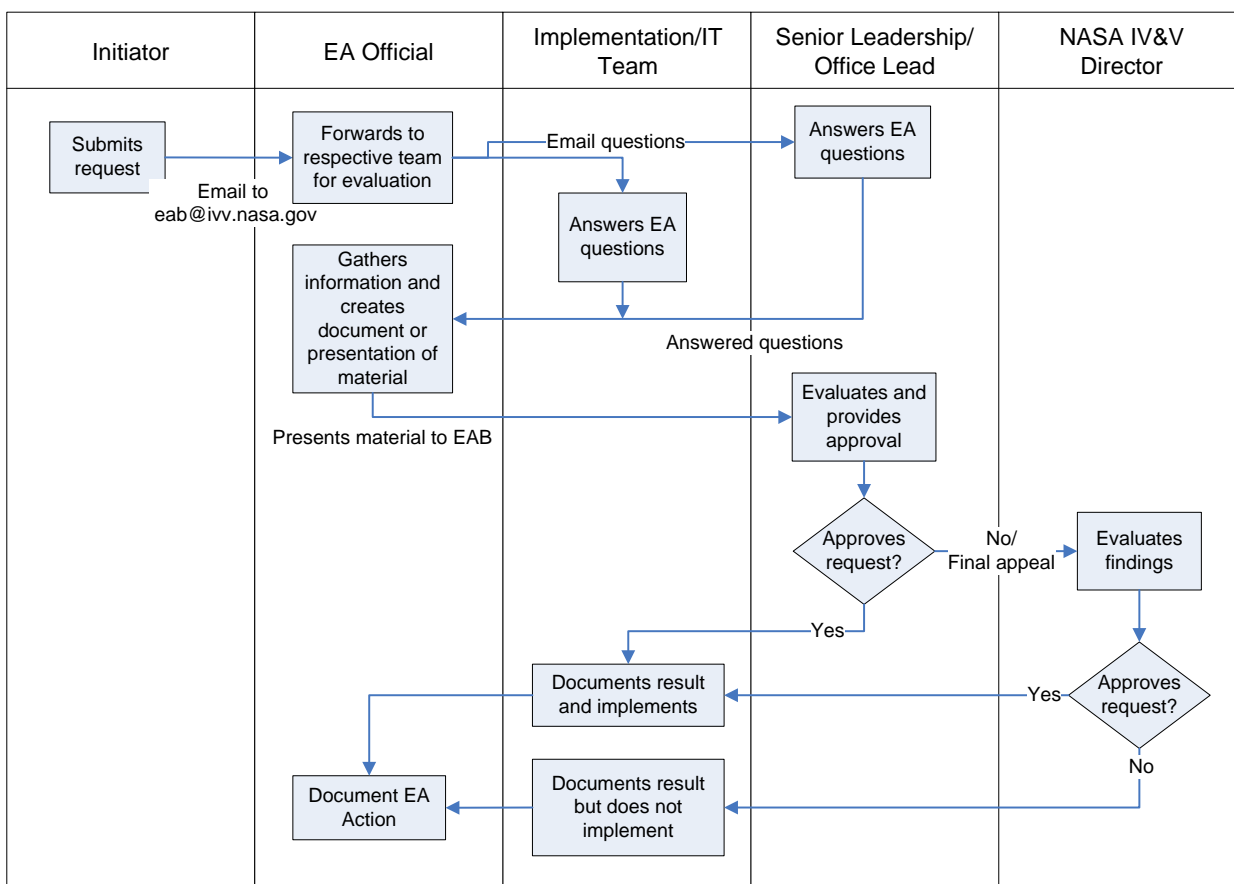 Initiator
EA Official
Implementation/IT
Team
Senior Leadership/
Office Lead
NASA IV&V
Director
Submits
request
Email to
eab@ivv.nasa.gov
Forwards to
respective team
for evaluation
Email questions
Answers EA
questions
Answers EA
questions
Gathers
information and
creates
document or
presentation of
material
Answered questions
Presents material to EAB
Evaluates and
provides
approval
Approves
request?
No/
Final appeal
Evaluates
findings
Yes
Documents result
and implements
Yes
Approves
request?
No
Document EA
Action
Documents result
but does not
implement